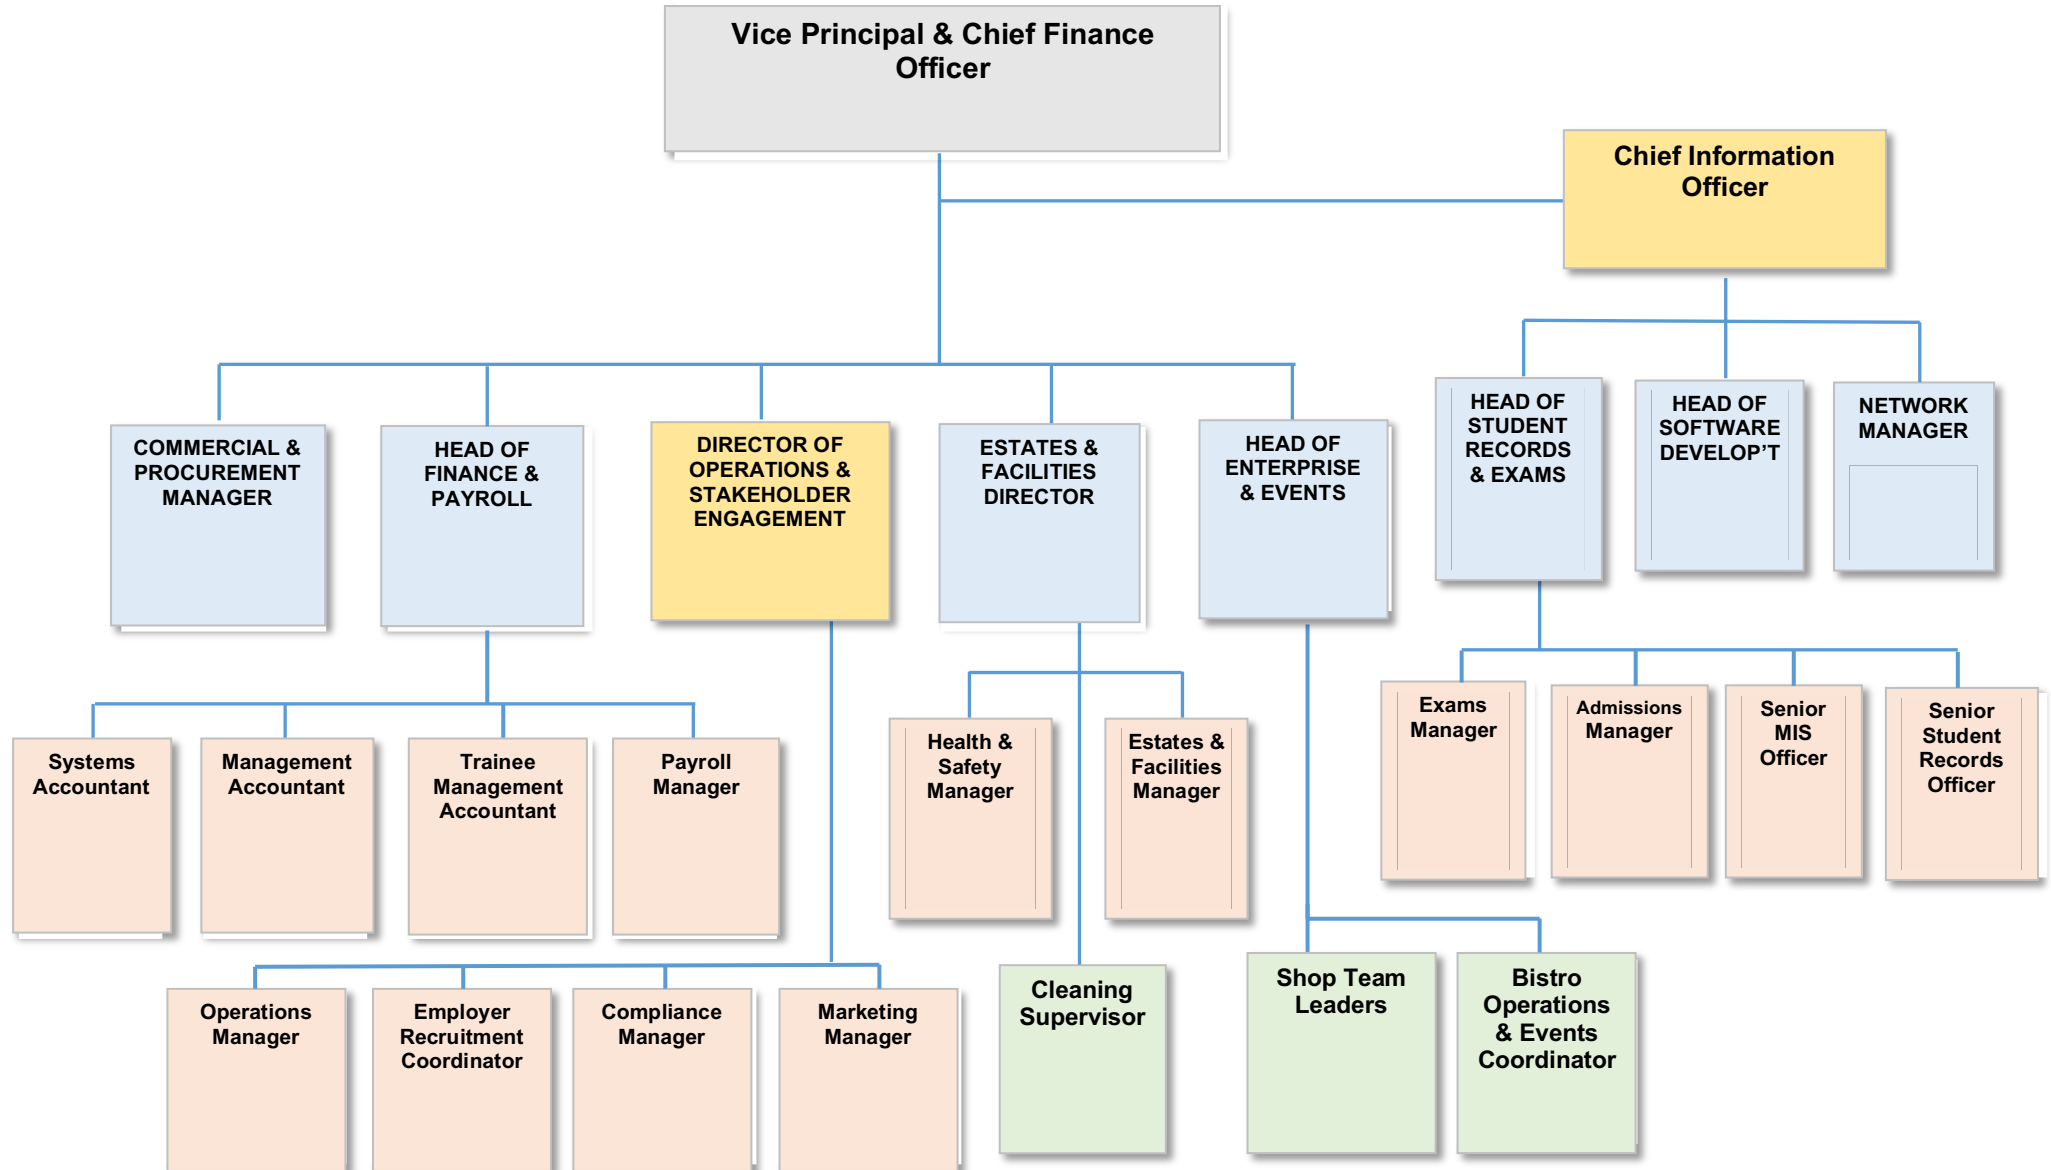 Vice Principal & Chief Finance
Officer
Chief Information
Officer
COMMERCIAL &
PROCUREMENT
MANAGER
HEAD OF
FINANCE &
PAYROLL
DIRECTOR OF
OPERATIONS &
STAKEHOLDER
ENGAGEMENT
ESTATES &
FACILITIES
DIRECTOR
HEAD OF
ENTERPRISE
& EVENTS
HEAD OF
STUDENT
RECORDS
& EXAMS
HEAD OF
SOFTWARE
DEVELOP’T
NETWORK
MANAGER
Systems
Accountant
Management
Accountant
Trainee
Management
Accountant
Payroll
Manager
Health &
Safety
Manager
Estates &
Facilities
Manager
Exams
Manager
Admissions
Manager
Senior
MIS
Officer
Senior
Student
Records
Officer
Operations
Manager
Employer
Recruitment
Coordinator
Compliance
Manager
Marketing
Manager
Cleaning
Supervisor
Shop Team
Leaders
Bistro
Operations
& Events
Coordinator